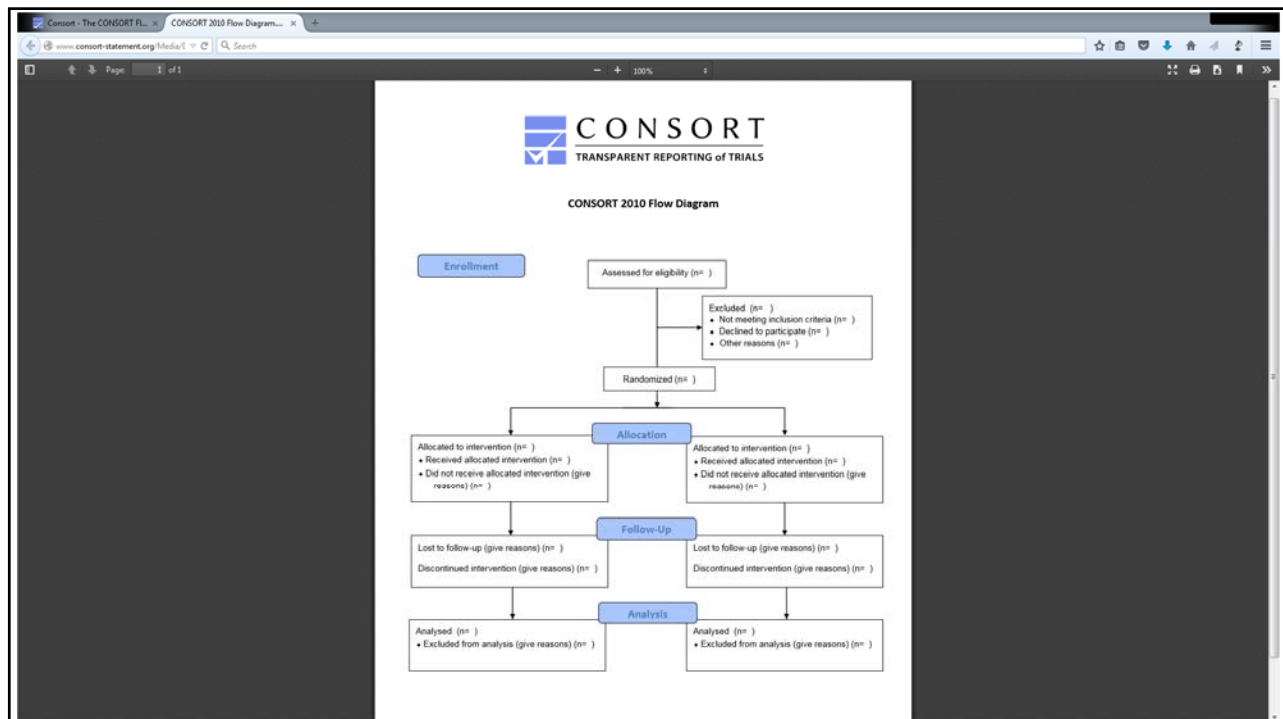 Consort - The CONSORT Fl...
CONSORT 2010 Flow Diagram....
www.consort-statement.org/Media/
Search
Page: 1 of 1
100%
CONSORT
TRANSPARENT REPORTING of TRIALS
CONSORT 2010 Flow Diagram
Enrollment
Assessed for eligibility (n= )
Excluded (n= )
• Not meeting inclusion criteria (n= )
• Declined to participate (n= )
• Other reasons (n= )
Randomized (n= )
Allocation
Allocated to intervention (n= )
• Received allocated intervention (n= )
• Did not receive allocated intervention (give
reasons) (n= )
Allocated to intervention (n= )
• Received allocated intervention (n= )
• Did not receive allocated intervention (give
reasons) (n= )
Follow-Up
Lost to follow-up (give reasons) (n= )
Discontinued intervention (give reasons) (n= )
Lost to follow-up (give reasons) (n= )
Discontinued intervention (give reasons) (n= )
Analysis
Analysed (n= )
• Excluded from analysis (give reasons) (n= )
Analysed (n= )
• Excluded from analysis (give reasons) (n= )